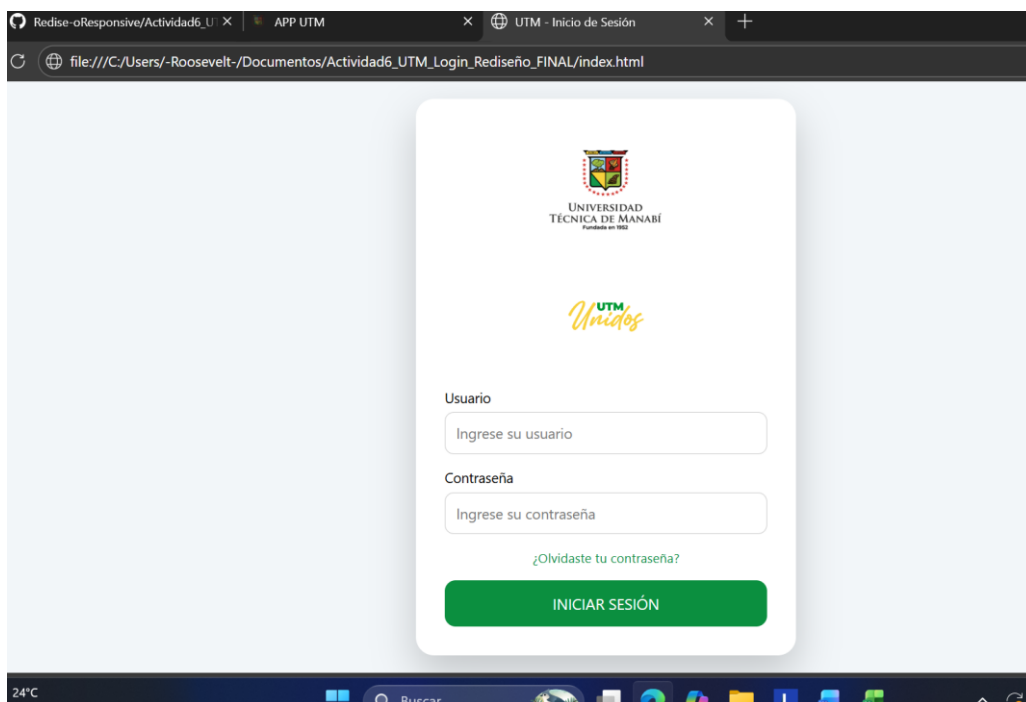 Redise-oResponsive/Actividad6_UT
APP UTM
UTM - Inicio de Sesión
file:///C:/Users/-Roosevelt-/Documentos/Actividad6_UTM_Login_Rediseño_FINAL/index.html
UNIVERSIDAD
TÉCNICA DE MANABÍ
Fundada en 1952
UTM
Unidos
Usuario
Ingrese su usuario
Contraseña
Ingrese su contraseña
¿Olvidaste tu contraseña?
INICIAR SESIÓN
24°C
Buscar